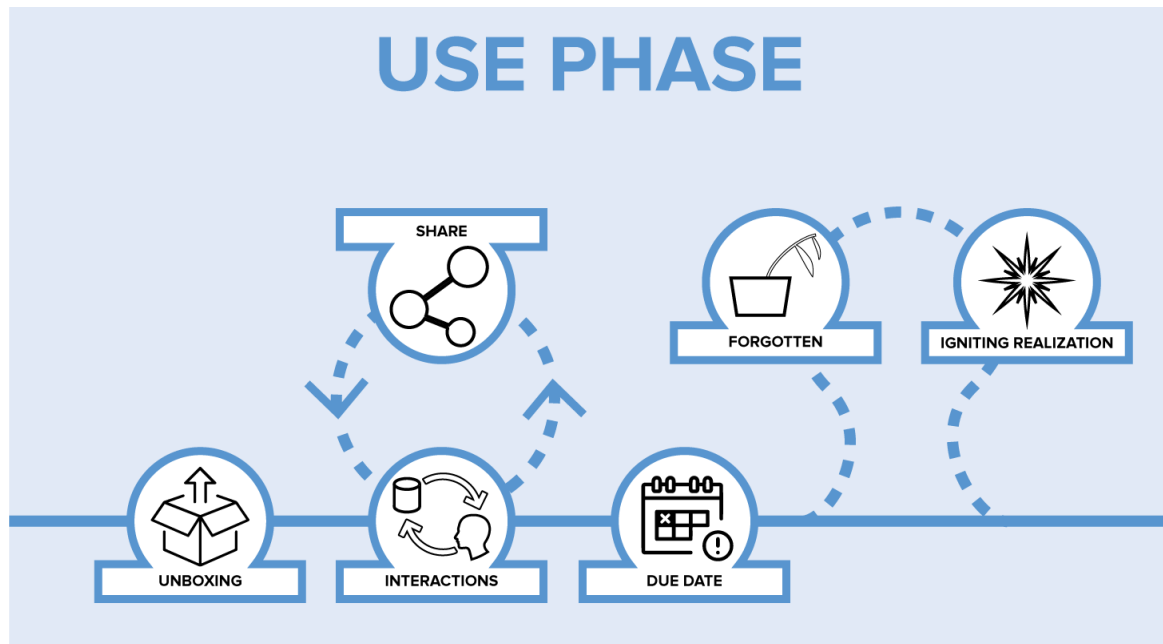 USE PHASE
SHARE
FORGOTTEN
IGNITING REALIZATION
UNBOXING
INTERACTIONS
DUE DATE